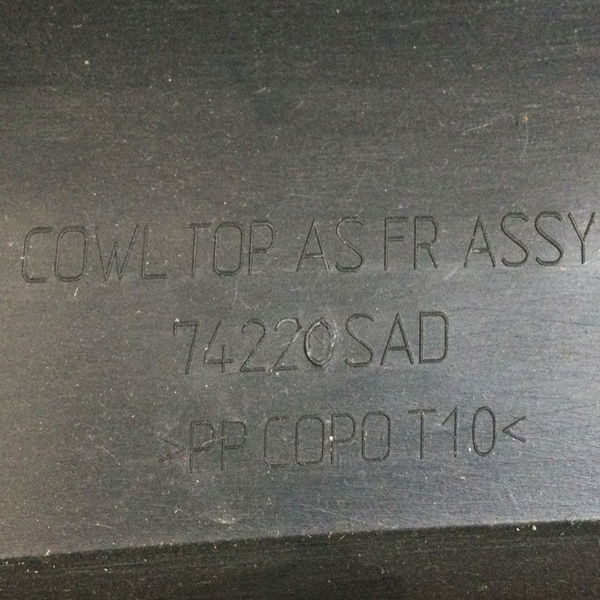 COWL TOP AS FR ASSY
74220SAD
>PP COPO T10<